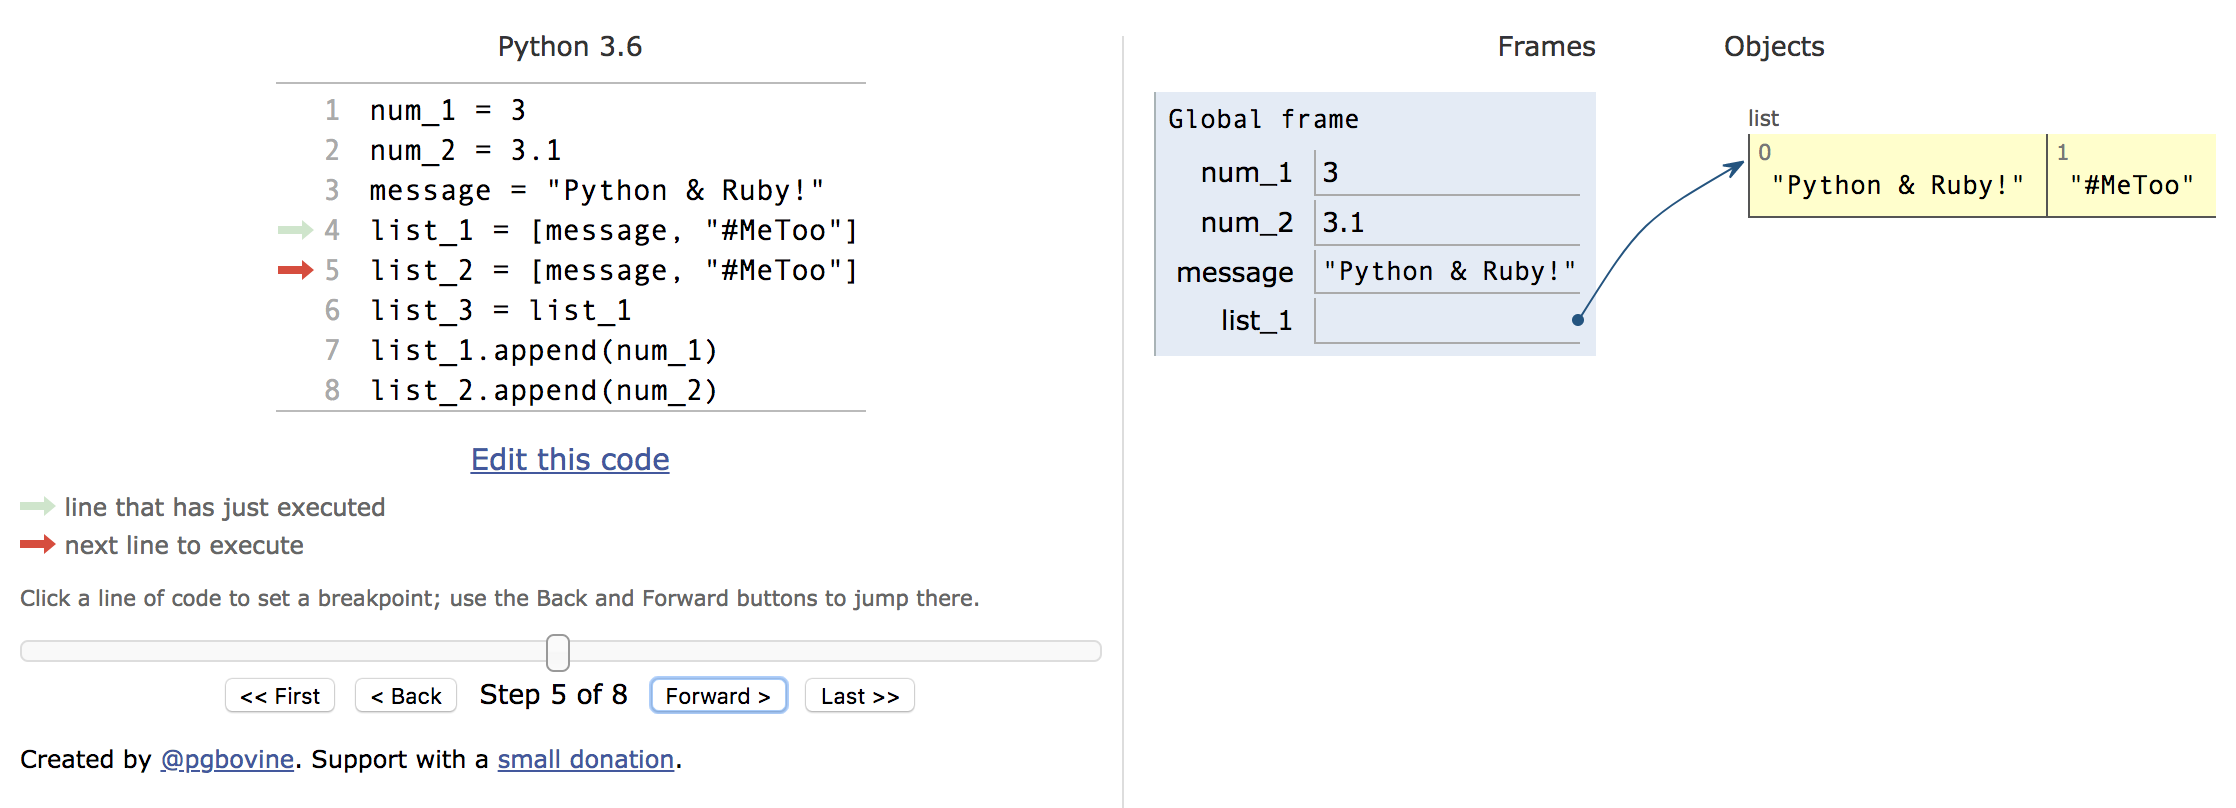 Python 3.6
1 num_1 = 3
2 num_2 = 3.1
3 message = "Python & Ruby!"
4 list_1 = [message, "#MeToo"]
5 list_2 = [message, "#MeToo"]
6 list_3 = list_1
7 list_1.append(num_1)
8 list_2.append(num_2)
Edit this code
line that has just executed
next line to execute
Click a line of code to set a breakpoint; use the Back and Forward buttons to jump there.
<< First < Back Step 5 of 8 Forward > Last >>
Created by @pgbovine. Support with a small donation.
Frames Objects
Global frame
num_1 3
num_2 3.1
message "Python & Ruby!"
list_1
list
0 1
"Python & Ruby!" "#MeToo"